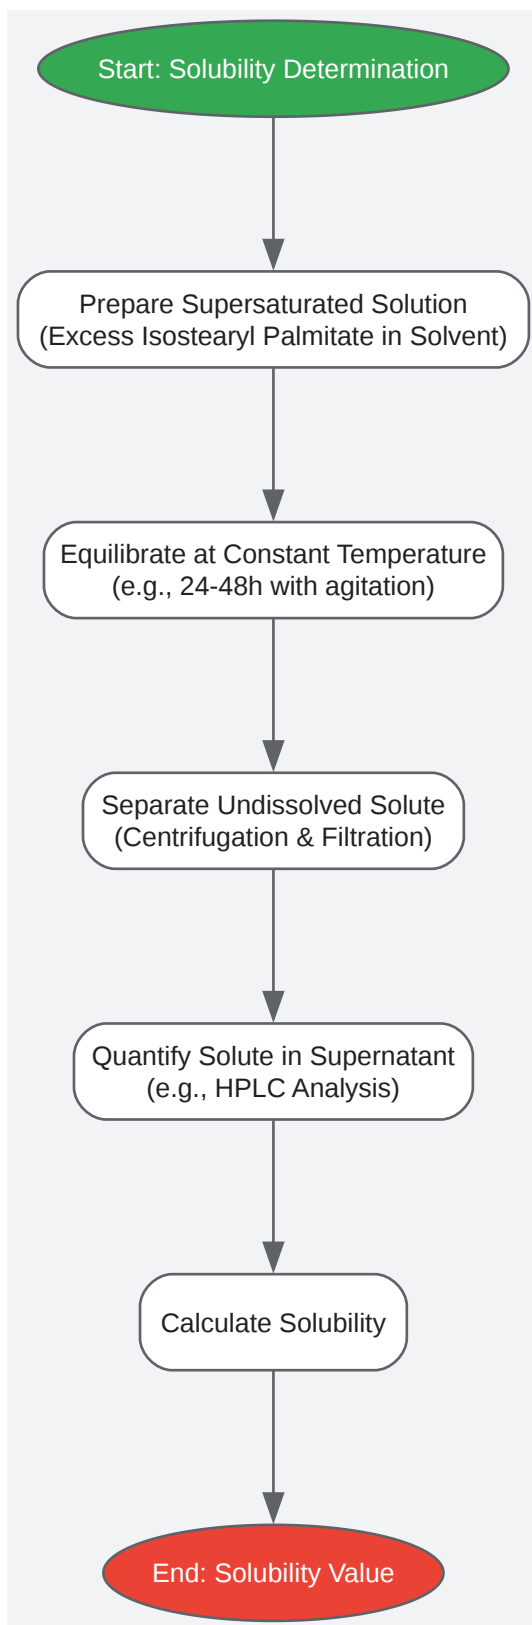 Start: Solubility Determination
Prepare Supersaturated Solution
(Excess Isostearyl Palmitate in Solvent)
Equilibrate at Constant Temperature
(e.g., 24-48h with agitation)
Separate Undissolved Solute
(Centrifugation & Filtration)
Quantify Solute in Supernatant
(e.g., HPLC Analysis)
Calculate Solubility
End: Solubility Value